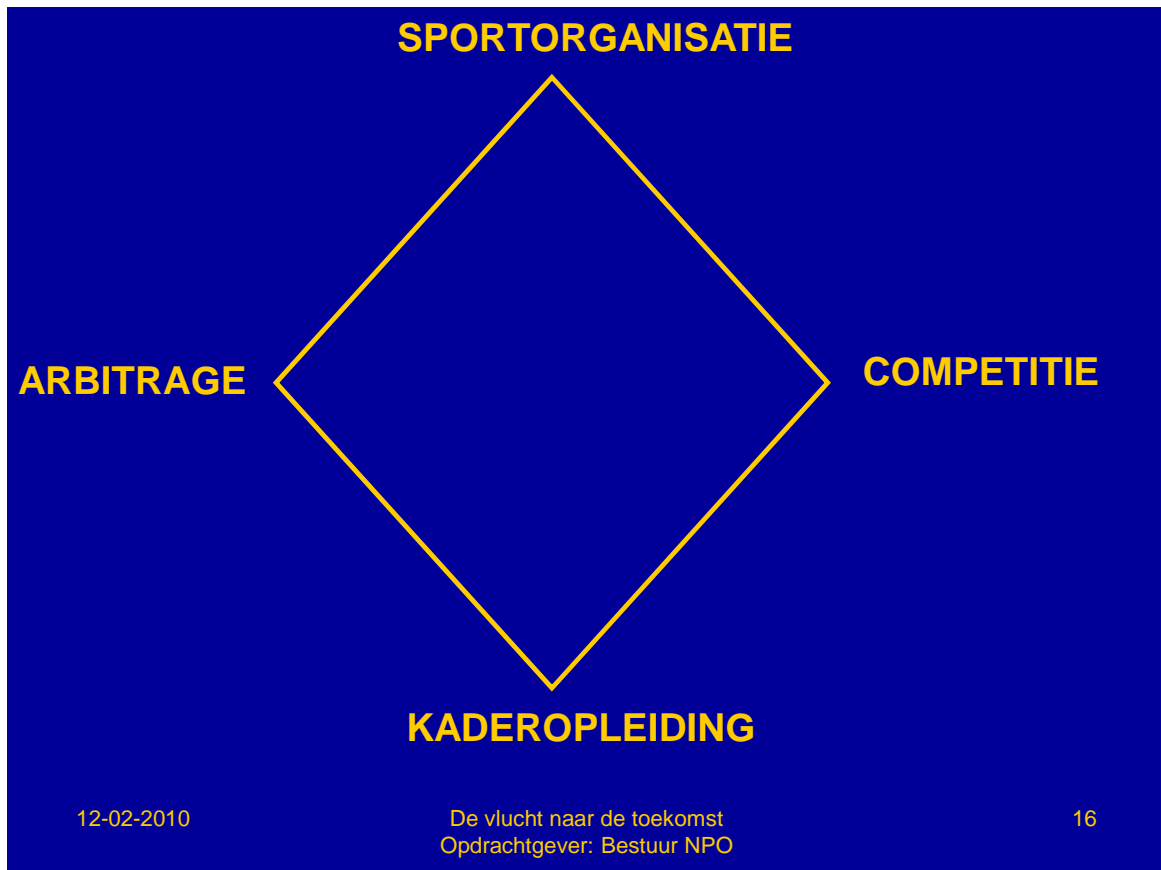 SPORTORGANISATIE
ARBITRAGE
COMPETITIE
KADEROPLEIDING
12-02-2010
De vlucht naar de toekomst
Opdrachtgever: Bestuur NPO
16